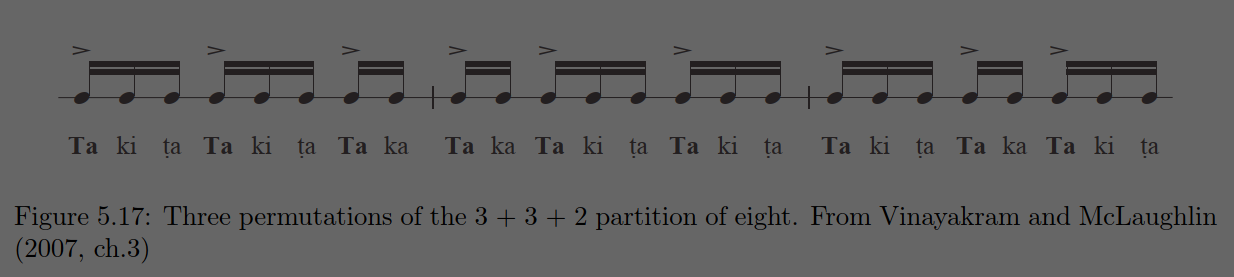 Ta ki ṭa Ta ki ṭa Ta ka Ta ka Ta ki ṭa Ta ki ṭa Ta ki ṭa Ta ka Ta ki ṭa
Figure 5.17: Three permutations of the 3 + 3 + 2 partition of eight. From Vinayakram and McLaughlin
(2007, ch.3)